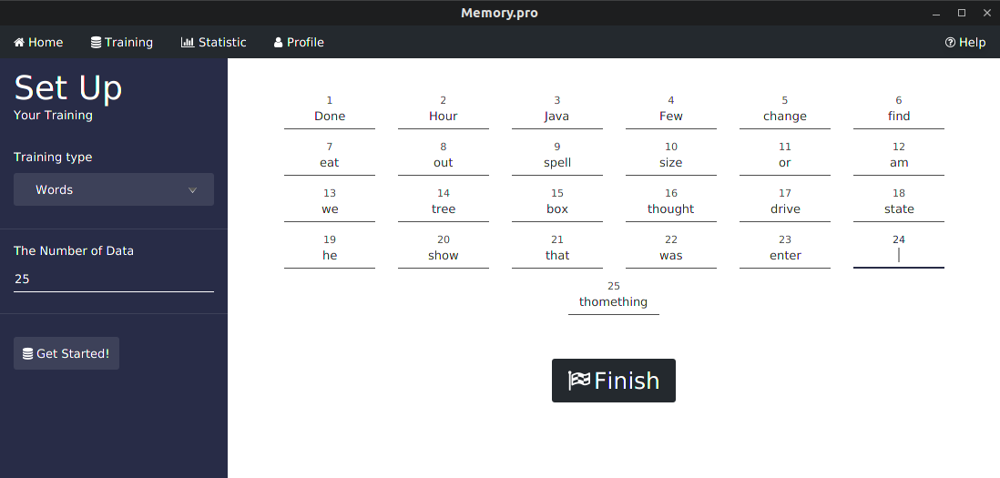 Memory.pro
Home Training Statistic Profile Help
Set Up
Your Training
Training type
Words
The Number of Data
25
Get Started!
1 2 3 4 5 6
Done Hour Java Few change find
7 8 9 10 11 12
eat out spell size or am
13 14 15 16 17 18
we tree box thought drive state
19 20 21 22 23 24
he show that was enter
25
thomething
Finish